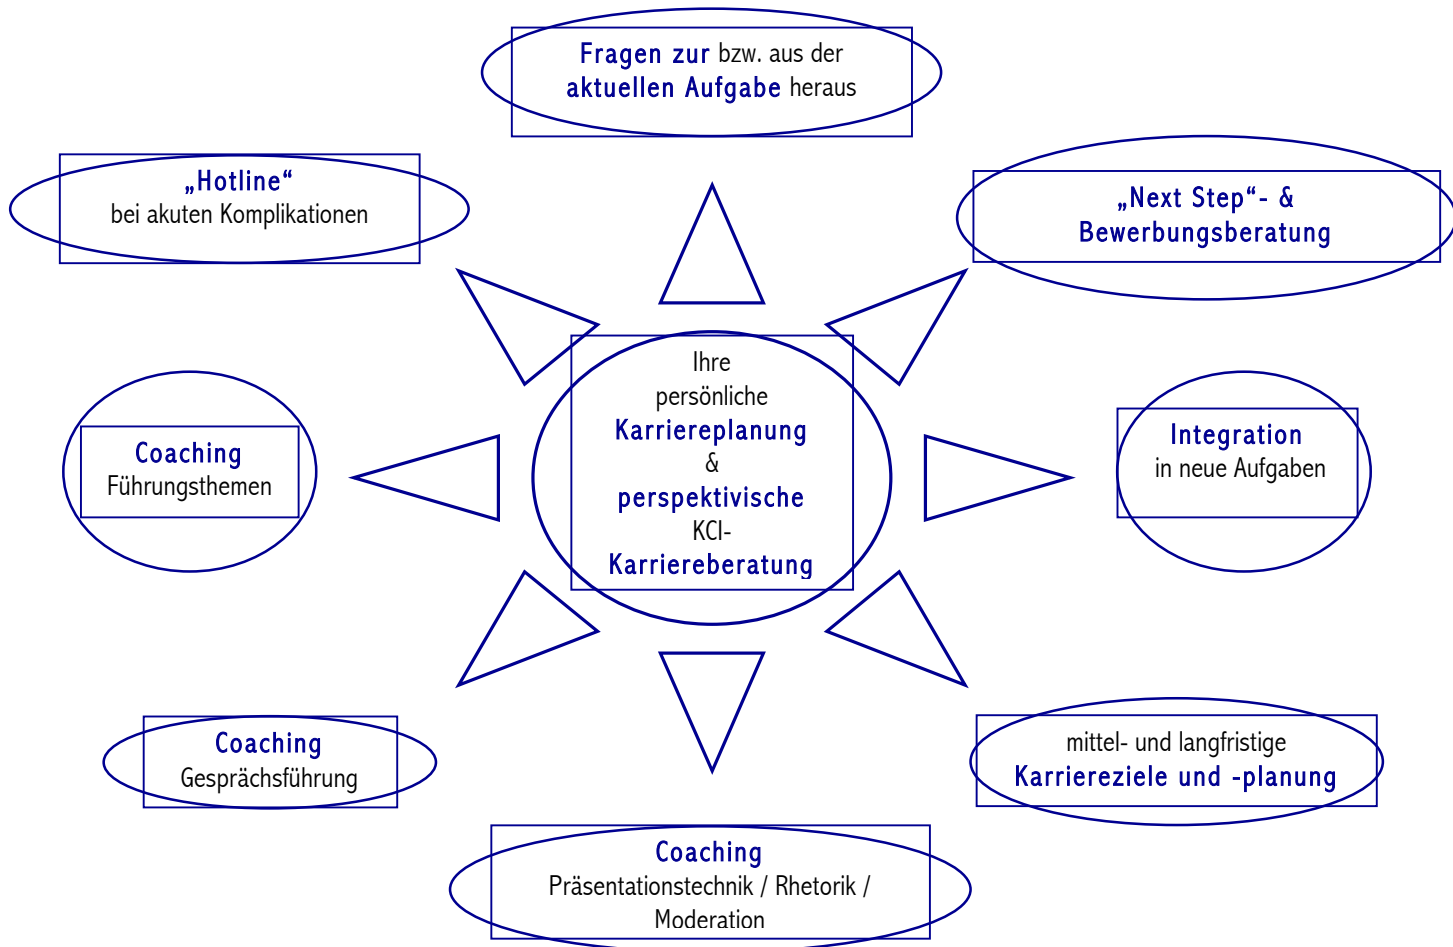 Fragen zur bzw. aus der
aktuellen Aufgabe heraus
„Hotline“
bei akuten Komplikationen
„Next Step“- &
Bewerbungsberatung
Ihre
persönliche
Karriereplanung
&
perspektivische
KCI-
Karriereberatung
Coaching
Führungsthemen
Integration
in neue Aufgaben
Coaching
Gesprächsführung
mittel- und langfristige
Karriereziele und -planung
Coaching
Präsentationstechnik / Rhetorik /
Moderation